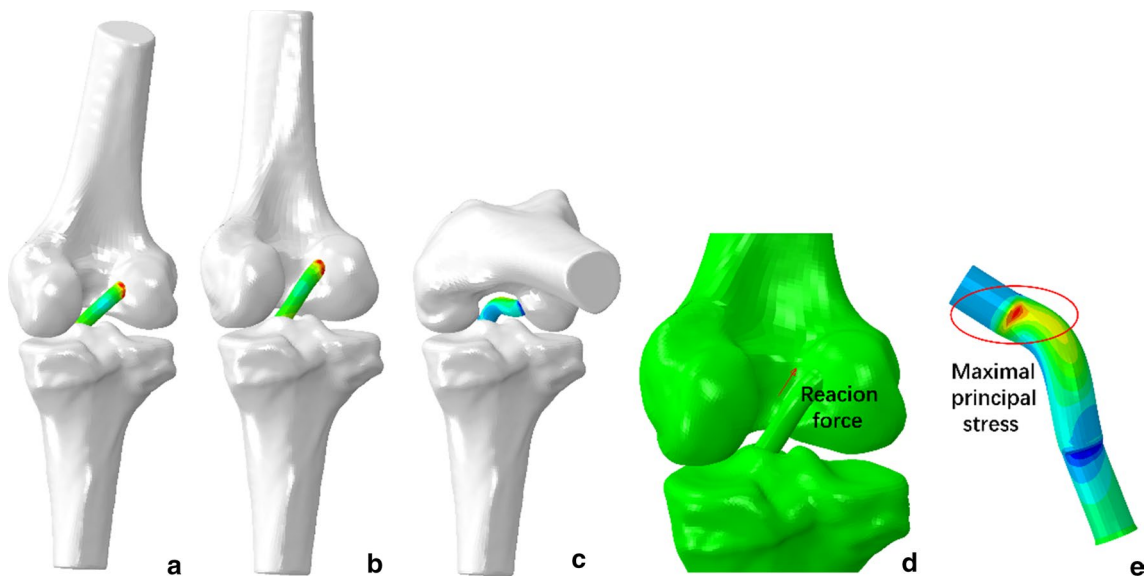 Reacion
force
Maximal
principal
stress
a
b
c
d
e